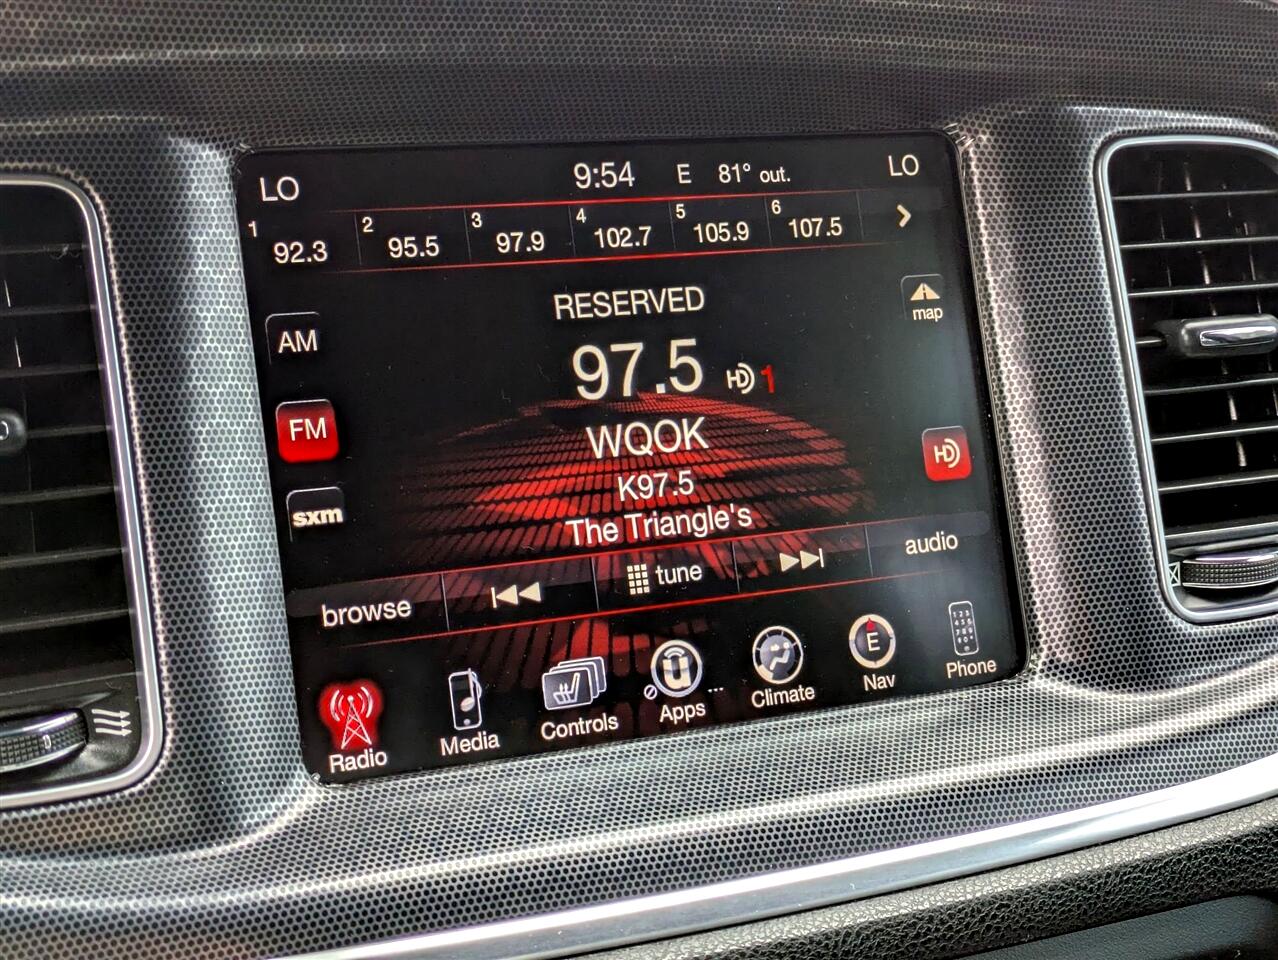 LO 9:54 E 81° out. LO
1 92.3 2 95.5 3 97.9 4 102.7 5 105.9 6 107.5
RESERVED
map
AM
97.5 HD 1
FM
WQOK
HD
K97.5
sxm
The Triangle's
browse tune audio
Radio Media Controls Apps Climate E Nav Phone